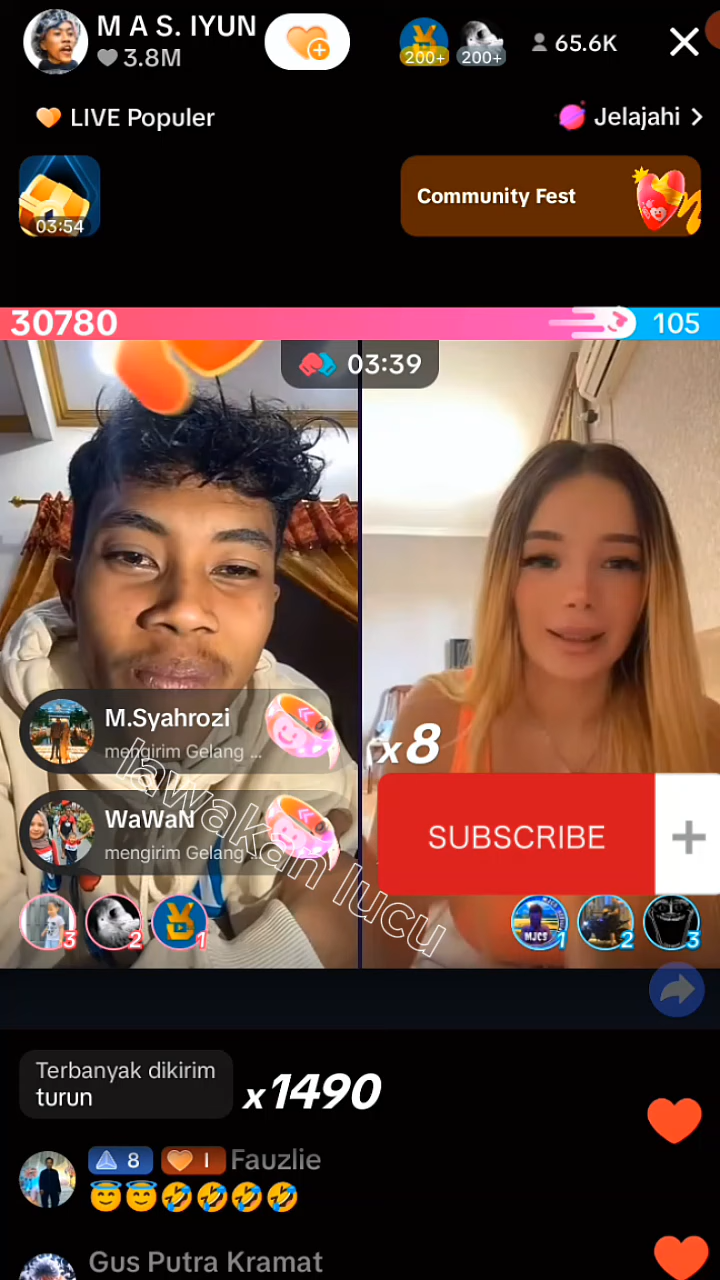 M A S. IYUN
3.8M
200+
200+
65.6K
LIVE Populer
Jelajahi >
03:54
Community Fest
30780
105
03:39
M.Syahrozi
mengirim Gelang ...
x8
WaWaN
mengirim Gelang ...
lawakan lucu
SUBSCRIBE
3
2
1
MJCS
1
2
3
Terbanyak dikirim
turun
x1490
8
1
Fauzlie
😇😇🤣🤣🤣🤣
Gus Putra Kramat